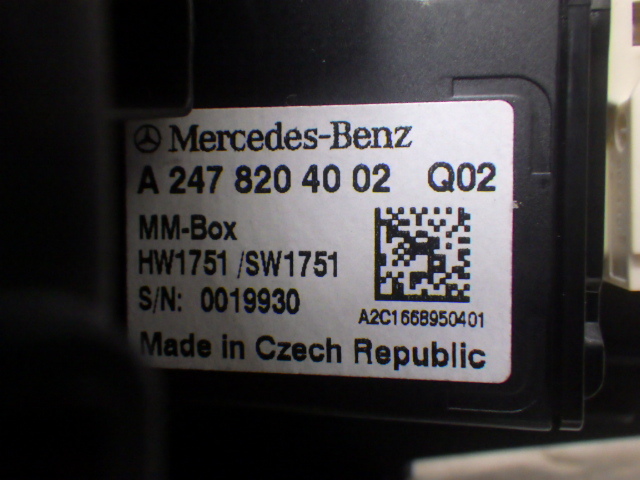 Mercedes-Benz
A 247 820 40 02 Q02
MM-Box
HW1751 /SW1751
S/N: 0019930
A2C1668950401
Made in Czech Republic